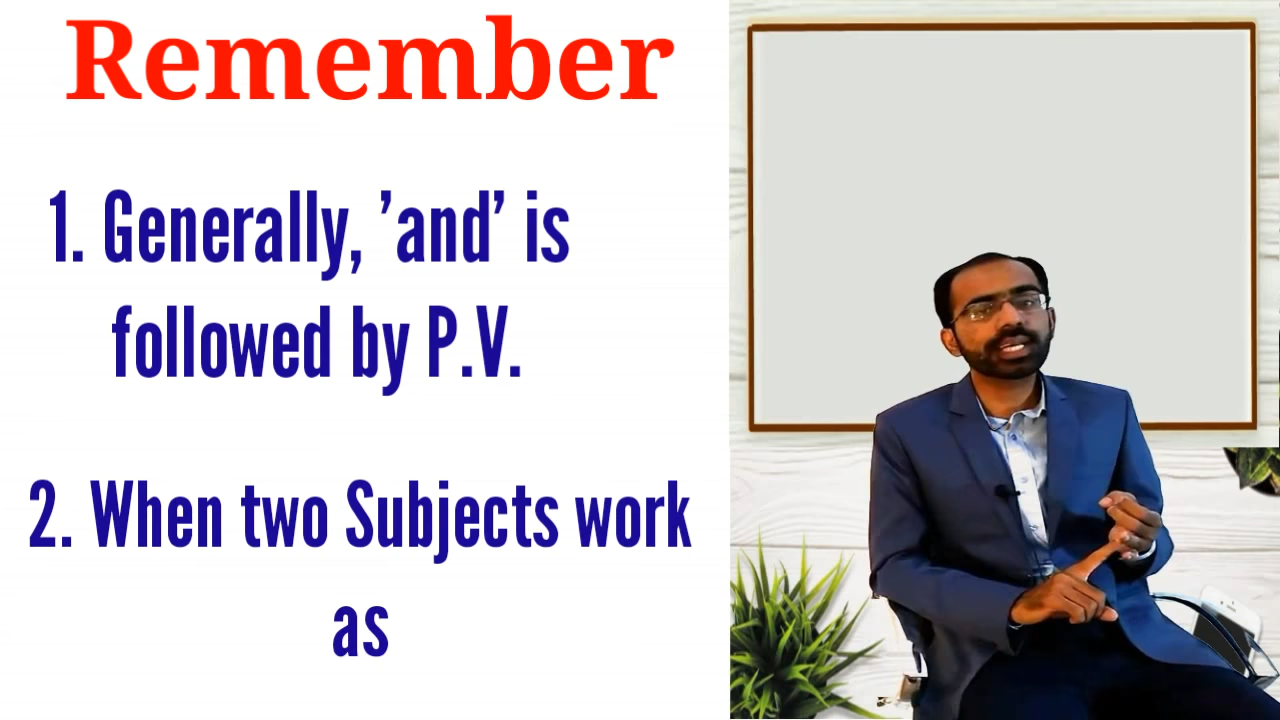 Remember
1. Generally, ’and’ is
followed by P.V.
2. When two Subjects work
as